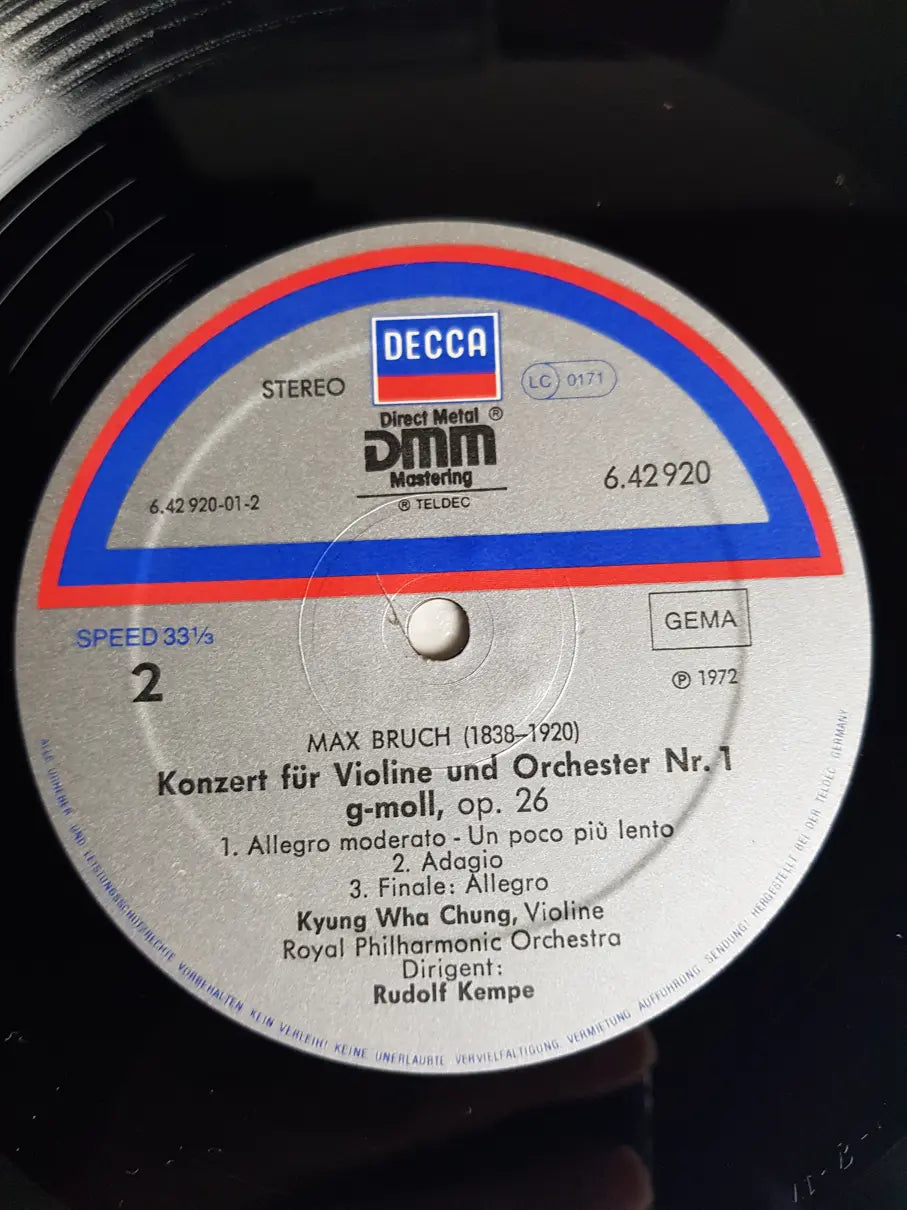 DECCA
STEREO
LC 0171
Direct Metal ®
DMM
Mastering
6.42920
6.42 920-01-2
® TELDEC
SPEED 33⅓
GEMA
2
℗ 1972
MAX BRUCH (1838–1920)
Konzert für Violine und Orchester Nr. 1
g-moll, op. 26
1. Allegro moderato - Un poco più lento
2. Adagio
3. Finale: Allegro
Kyung Wha Chung, Violine
Royal Philharmonic Orchestra
Dirigent:
Rudolf Kempe
ALLE URHEBER UND LEISTUNGSSCHUTZRECHTE VORBEHALTEN KEIN VERLEIH! KEINE UNERLAUBTE VERVIELFÄLTIGUNG, VERMIETUNG, AUFFÜHRUNG, SENDUNG! HERGESTELLT BEI DER TELDEC GERMANY